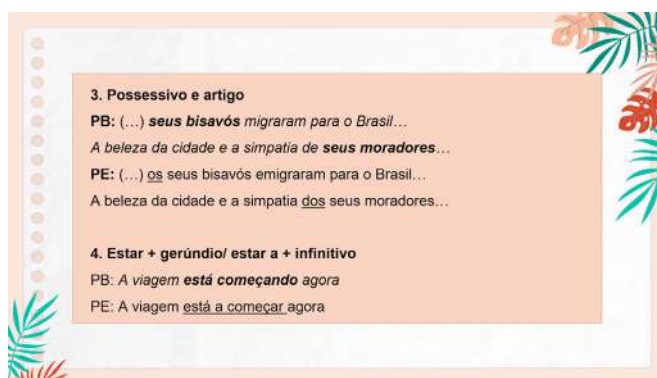 3. Possessivo e artigo
PB: (…) seus bisavós migraram para o Brasil…
A beleza da cidade e a simpatia de seus moradores…
PE: (…) os seus bisavós emigraram para o Brasil…
A beleza da cidade e a simpatia dos seus moradores…
4. Estar + gerúndio/ estar a + infinitivo
PB: A viagem está começando agora
PE: A viagem está a começar agora